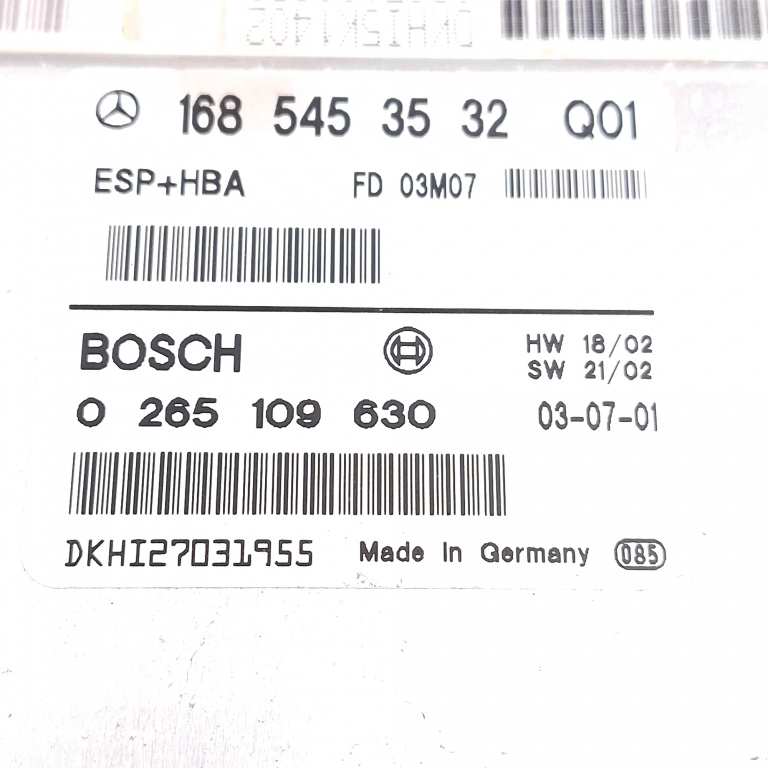 DKHI5K1402
168 545 35 32 Q01
ESP+HBA FD 03M07
BOSCH HW 18/02
SW 21/02
0 265 109 630 03-07-01
DKHI27031955 Made in Germany 085